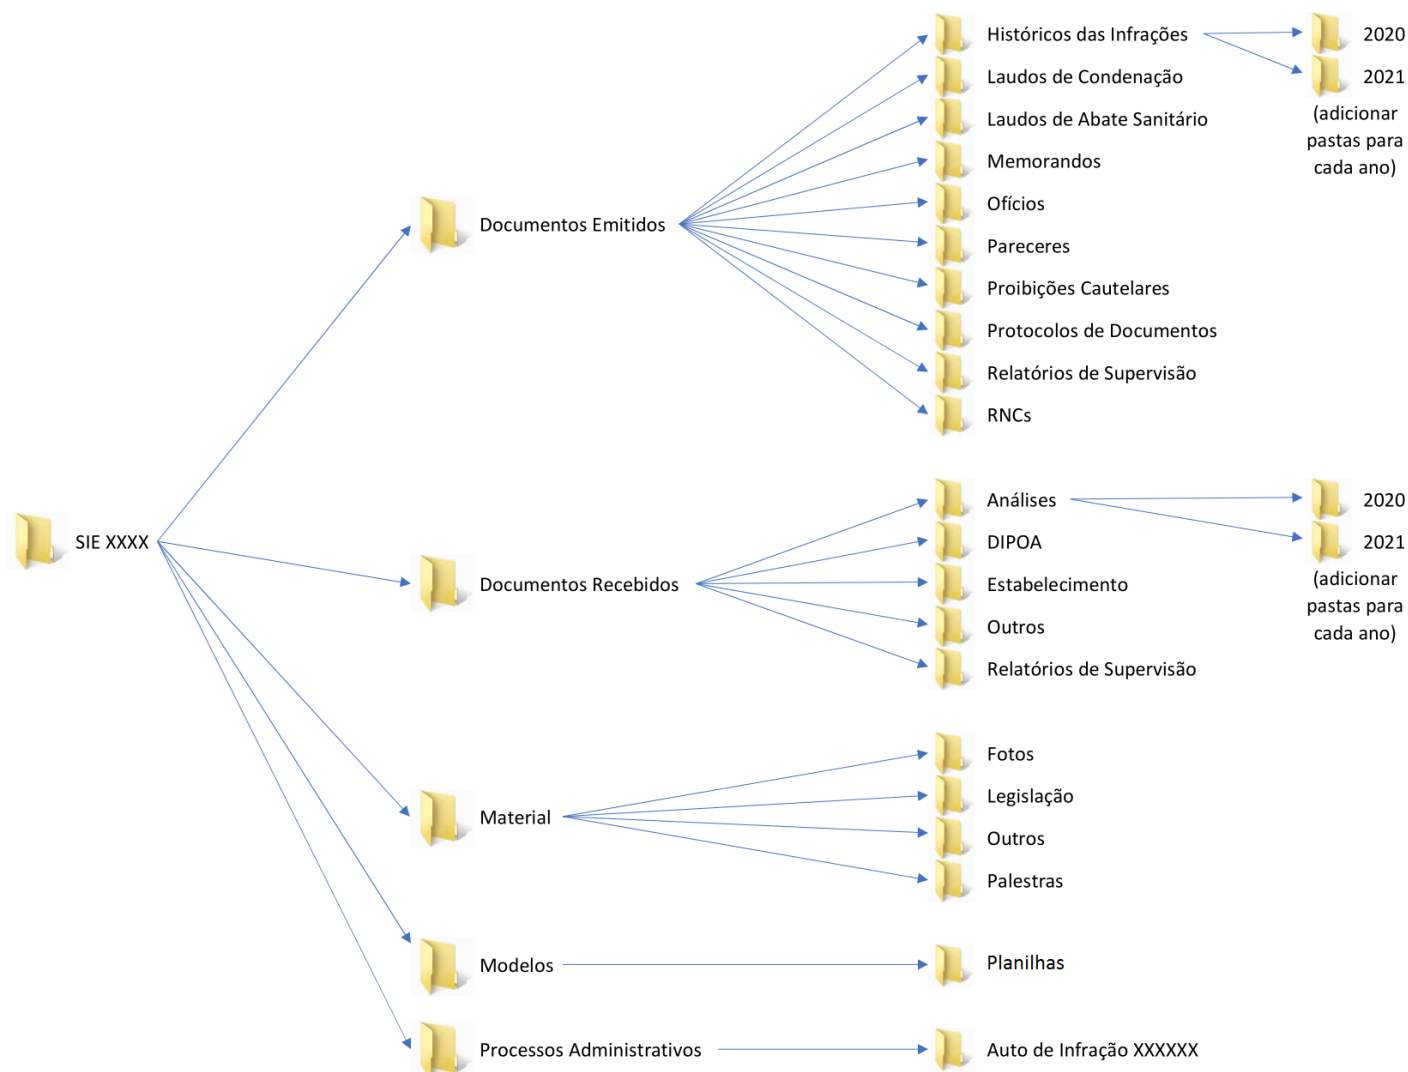 Históricos das Infrações
2020
2021
(adicionar
pastas para
cada ano)
Laudos de Condenação
Laudos de Abate Sanitário
Memorandos
Ofícios
Documentos Emitidos
Pareceres
Proibições Cautelares
Protocolos de Documentos
Relatórios de Supervisão
RNCs
SIE XXXX
Documentos Recebidos
Análises
2020
2021
(adicionar
pastas para
cada ano)
DIPOA
Estabelecimento
Outros
Relatórios de Supervisão
Material
Fotos
Legislação
Outros
Palestras
Modelos
Planilhas
Processos Administrativos
Auto de Infração XXXXXX